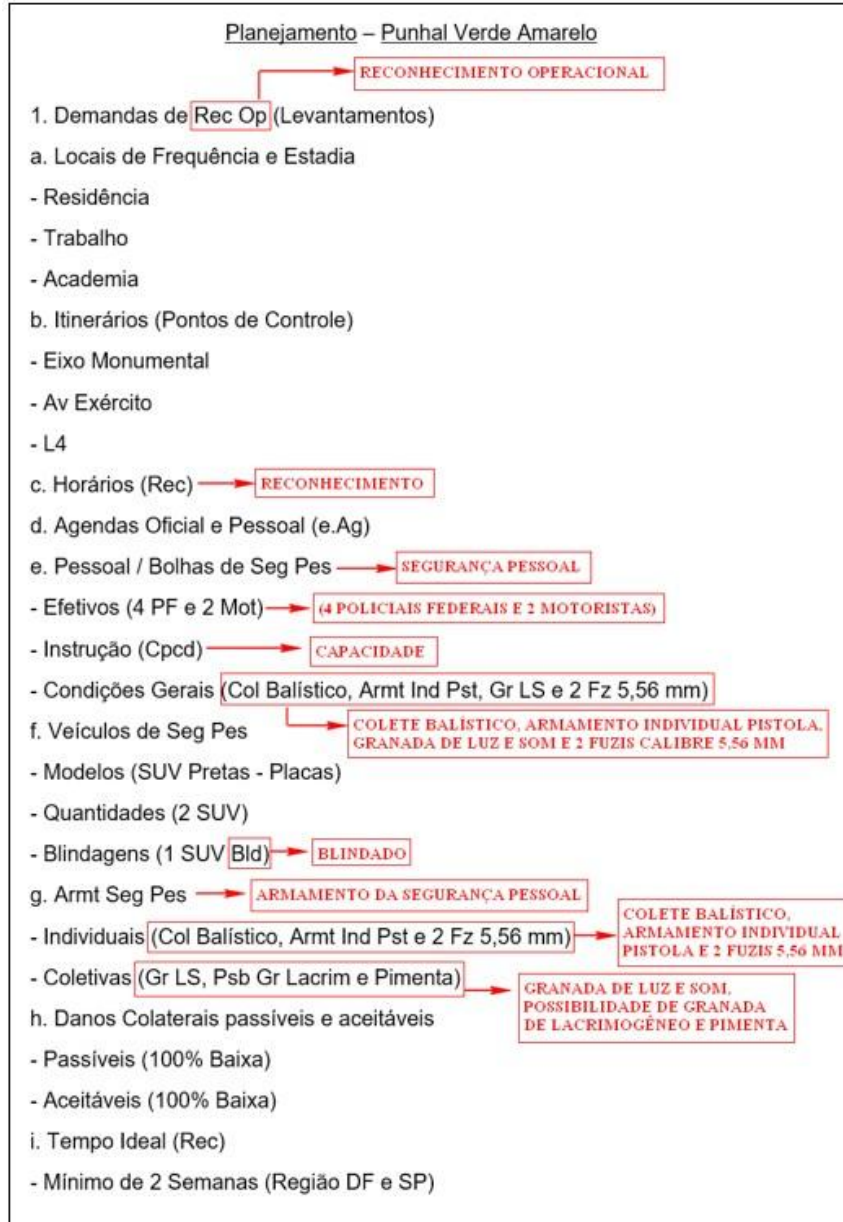 Planejamento – Punhal Verde Amarelo
RECONHECIMENTO OPERACIONAL
1. Demandas de Rec Op (Levantamentos)
a. Locais de Frequência e Estadia
- Residência
- Trabalho
- Academia
b. Itinerários (Pontos de Controle)
- Eixo Monumental
- Av Exército
- L4
c. Horários (Rec) RECONHECIMENTO
d. Agendas Oficial e Pessoal (e.Ag)
e. Pessoal / Bolhas de Seg Pes SEGURANÇA PESSOAL
- Efetivos (4 PF e 2 Mot) (4 POLICIAIS FEDERAIS E 2 MOTORISTAS)
- Instrução (Cpcd) CAPACIDADE
- Condições Gerais (Col Balístico, Armt Ind Pst, Gr LS e 2 Fz 5,56 mm)
COLETE BALÍSTICO, ARMAMENTO INDIVIDUAL PISTOLA,
GRANADA DE LUZ E SOM E 2 FUZIS CALIBRE 5,56 MM
f. Veículos de Seg Pes
- Modelos (SUV Pretas - Placas)
- Quantidades (2 SUV)
- Blindagens (1 SUV Bld) BLINDADO
g. Armt Seg Pes ARMAMENTO DA SEGURANÇA PESSOAL
- Individuais (Col Balístico, Armt Ind Pst e 2 Fz 5,56 mm)
COLETE BALÍSTICO,
ARMAMENTO INDIVIDUAL
PISTOLA E 2 FUZIS 5,56 MM
- Coletivas (Gr LS, Psb Gr Lacrim e Pimenta)
GRANADA DE LUZ E SOM,
POSSIBILIDADE DE GRANADA
DE LACRIMOGÊNEO E PIMENTA
h. Danos Colaterais passíveis e aceitáveis
- Passíveis (100% Baixa)
- Aceitáveis (100% Baixa)
i. Tempo Ideal (Rec)
- Mínimo de 2 Semanas (Região DF e SP)